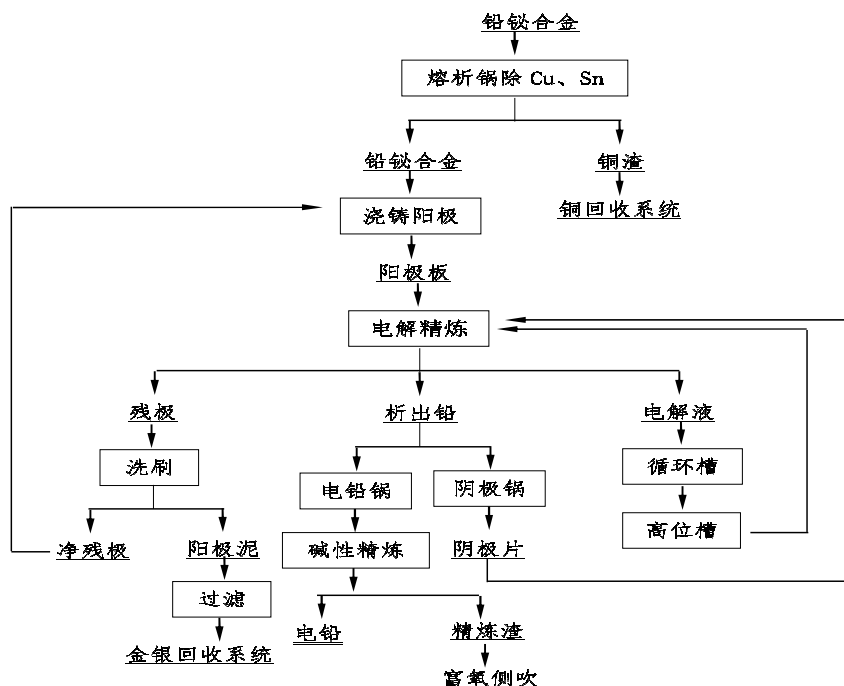 铅铋合金
熔析锅除 Cu、Sn
铅铋合金
铜渣
浇铸阳极
铜回收系统
阳极板
电解精炼
残极
析出铅
电解液
洗刷
电铅锅
阴极锅
循环槽
高位槽
净残极
阳极泥
碱性精炼
阴极片
过滤
电铅
精炼渣
金银回收系统
富氧侧吹